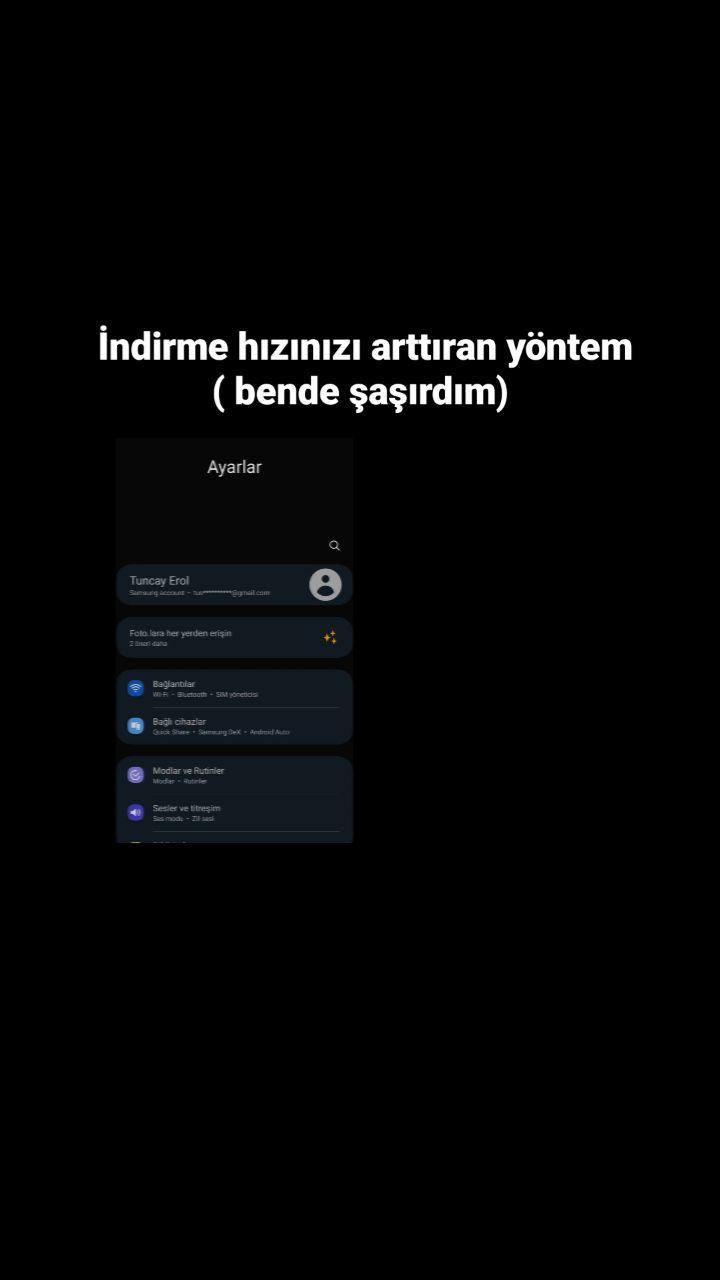 İndirme hızınızı arttıran yöntem
( bende şaşırdım)
Ayarlar
Tuncay Erol
Samsung account • tun**********@gmail.com
Foto.lara her yerden erişin
2 öneri daha
Bağlantılar
Wi-Fi • Bluetooth • SIM yöneticisi
Bağlı cihazlar
Quick Share • Samsung DeX • Android Auto
Modlar ve Rutinler
Modlar • Rutinler
Sesler ve titreşim
Ses modu • Zil sesi